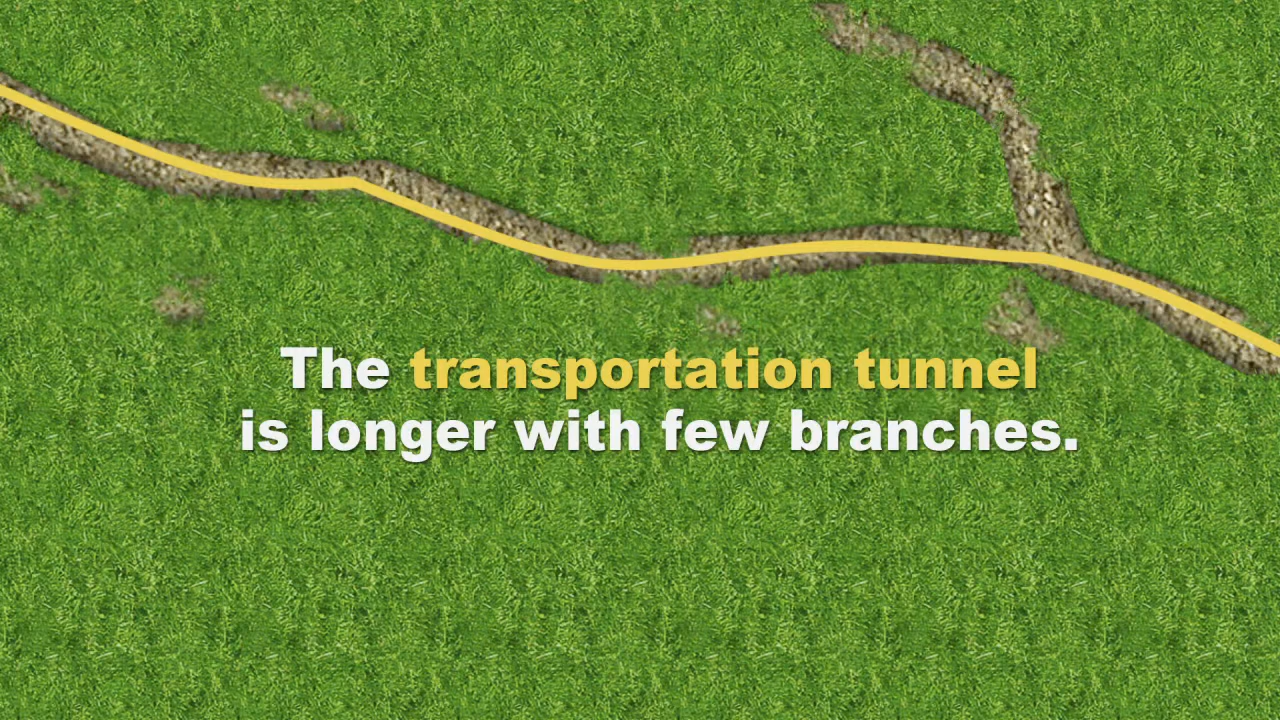 The transportation tunnel
is longer with few branches.